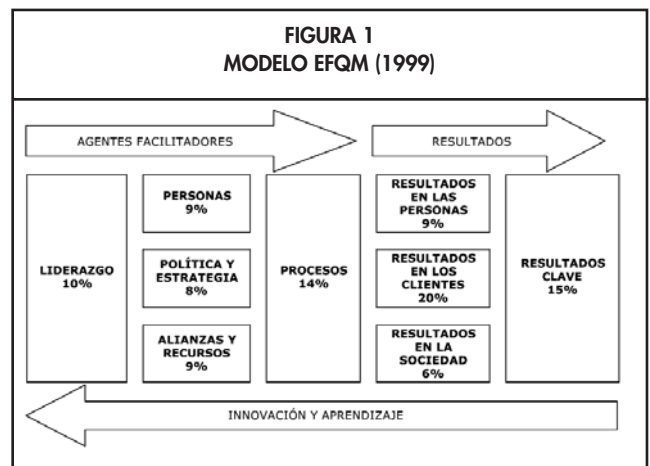 FIGURA 1
MODELO EFQM (1999)
AGENTES FACILITADORES
RESULTADOS
LIDERAZGO
10%
PERSONAS
9%
POLÍTICA Y
ESTRATEGIA
8%
ALIANZAS Y
RECURSOS
9%
PROCESOS
14%
RESULTADOS
EN LAS
PERSONAS
9%
RESULTADOS
EN LOS
CLIENTES
20%
RESULTADOS
EN LA
SOCIEDAD
6%
RESULTADOS
CLAVE
15%
INNOVACIÓN Y APRENDIZAJE